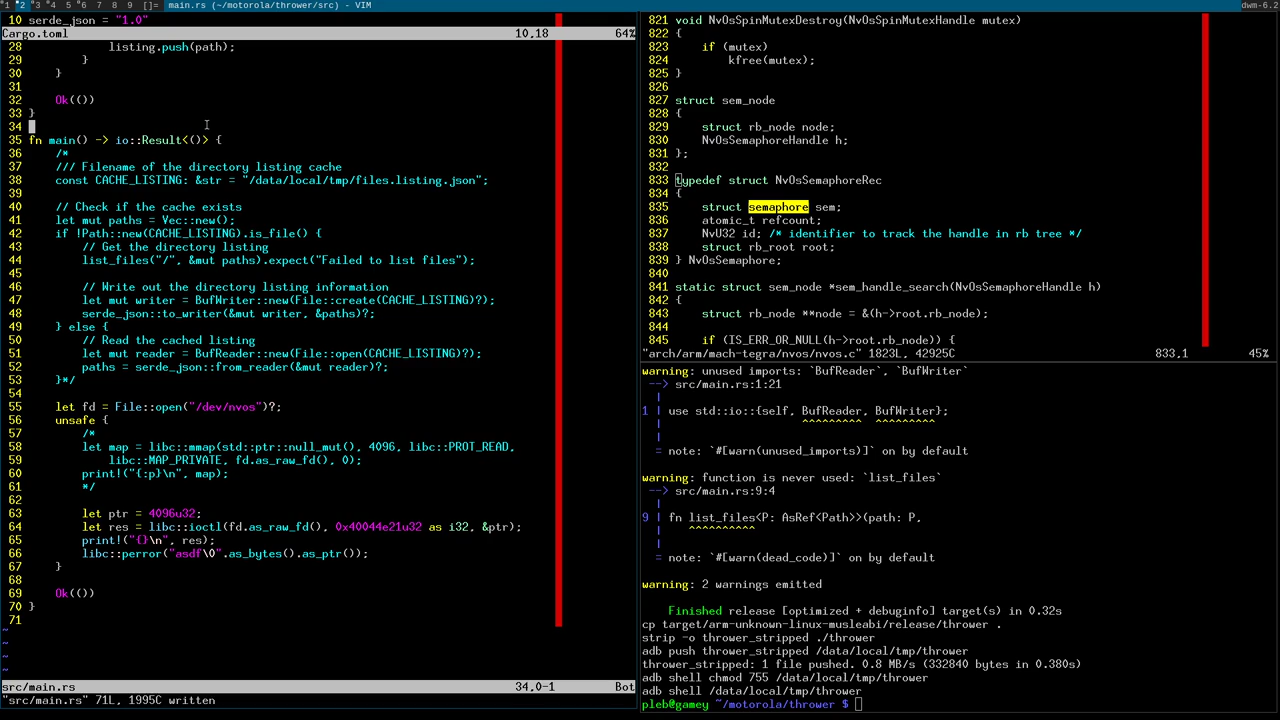 1 2 3 4 5 6 7 8 9 []= main.rs (~/motorola/thrower/src) - VIM dwm-6.2
10 serde_json = "1.0"
Cargo.toml 10,18 64%
28 listing.push(path);
29 }
30 }
31
32 Ok(())
33 }
34
35 fn main() -> io::Result<()> {
36 /*
37 /// Filename of the directory listing cache
38 const CACHE_LISTING: &str = "/data/local/tmp/files.listing.json";
39
40 // Check if the cache exists
41 let mut paths = Vec::new();
42 if !Path::new(CACHE_LISTING).is_file() {
43 // Get the directory listing
44 list_files("/", &mut paths).expect("Failed to list files");
45
46 // Write out the directory listing information
47 let mut writer = BufWriter::new(File::create(CACHE_LISTING)?);
48 serde_json::to_writer(&mut writer, &paths)?;
49 } else {
50 // Read the cached listing
51 let mut reader = BufReader::new(File::open(CACHE_LISTING)?);
52 paths = serde_json::from_reader(&mut reader)?;
53 }*/
54
55 let fd = File::open("/dev/nvos")?;
56 unsafe {
57 /*
58 let map = libc::mmap(std::ptr::null_mut(), 4096, libc::PROT_READ,
59 libc::MAP_PRIVATE, fd.as_raw_fd(), 0);
60 print!("{:p}\n", map);
61 */
62
63 let ptr = 4096u32;
64 let res = libc::ioctl(fd.as_raw_fd(), 0x40044e21u32 as i32, &ptr);
65 print!("{}\n", res);
66 libc::perror("asdf\0".as_bytes().as_ptr());
67 }
68
69 Ok(())
70 }
71
~
~
~
~
src/main.rs 34,0-1 Bot
"src/main.rs" 71L, 1995C written
821 void NvOsSpinMutexDestroy(NvOsSpinMutexHandle mutex)
822 {
823 if (mutex)
824 kfree(mutex);
825 }
826
827 struct sem_node
828 {
829 struct rb_node node;
830 NvOsSemaphoreHandle h;
831 };
832
833 typedef struct NvOsSemaphoreRec
834 {
835 struct semaphore sem;
836 atomic_t refcount;
837 NvU32 id; /* identifier to track the handle in rb tree */
838 struct rb_root root;
839 } NvOsSemaphore;
840
841 static struct sem_node *sem_handle_search(NvOsSemaphoreHandle h)
842 {
843 struct rb_node **node = &(h->root.rb_node);
844
845 if (IS_ERR_OR_NULL(h->root.rb_node)) {
"arch/arm/mach-tegra/nvos/nvos.c" 1823L, 42925C 833,1 45%
warning: unused imports: `BufReader`, `BufWriter`
--> src/main.rs:1:21
|
1 | use std::io::{self, BufReader, BufWriter};
| ^^^^^^^^^ ^^^^^^^^^
|
= note: `#[warn(unused_imports)]` on by default

warning: function is never used: `list_files`
--> src/main.rs:9:4
|
9 | fn list_files<P: AsRef<Path>>(path: P,
| ^^^^^^^^^^
|
= note: `#[warn(dead_code)]` on by default

warning: 2 warnings emitted

Finished release [optimized + debuginfo] target(s) in 0.32s
cp target/arm-unknown-linux-musleabi/release/thrower .
strip -o thrower_stripped ./thrower
adb push thrower_stripped /data/local/tmp/thrower
thrower_stripped: 1 file pushed. 0.8 MB/s (332840 bytes in 0.380s)
adb shell chmod 755 /data/local/tmp/thrower
adb shell /data/local/tmp/thrower
pleb@gamey ~/motorola/thrower $